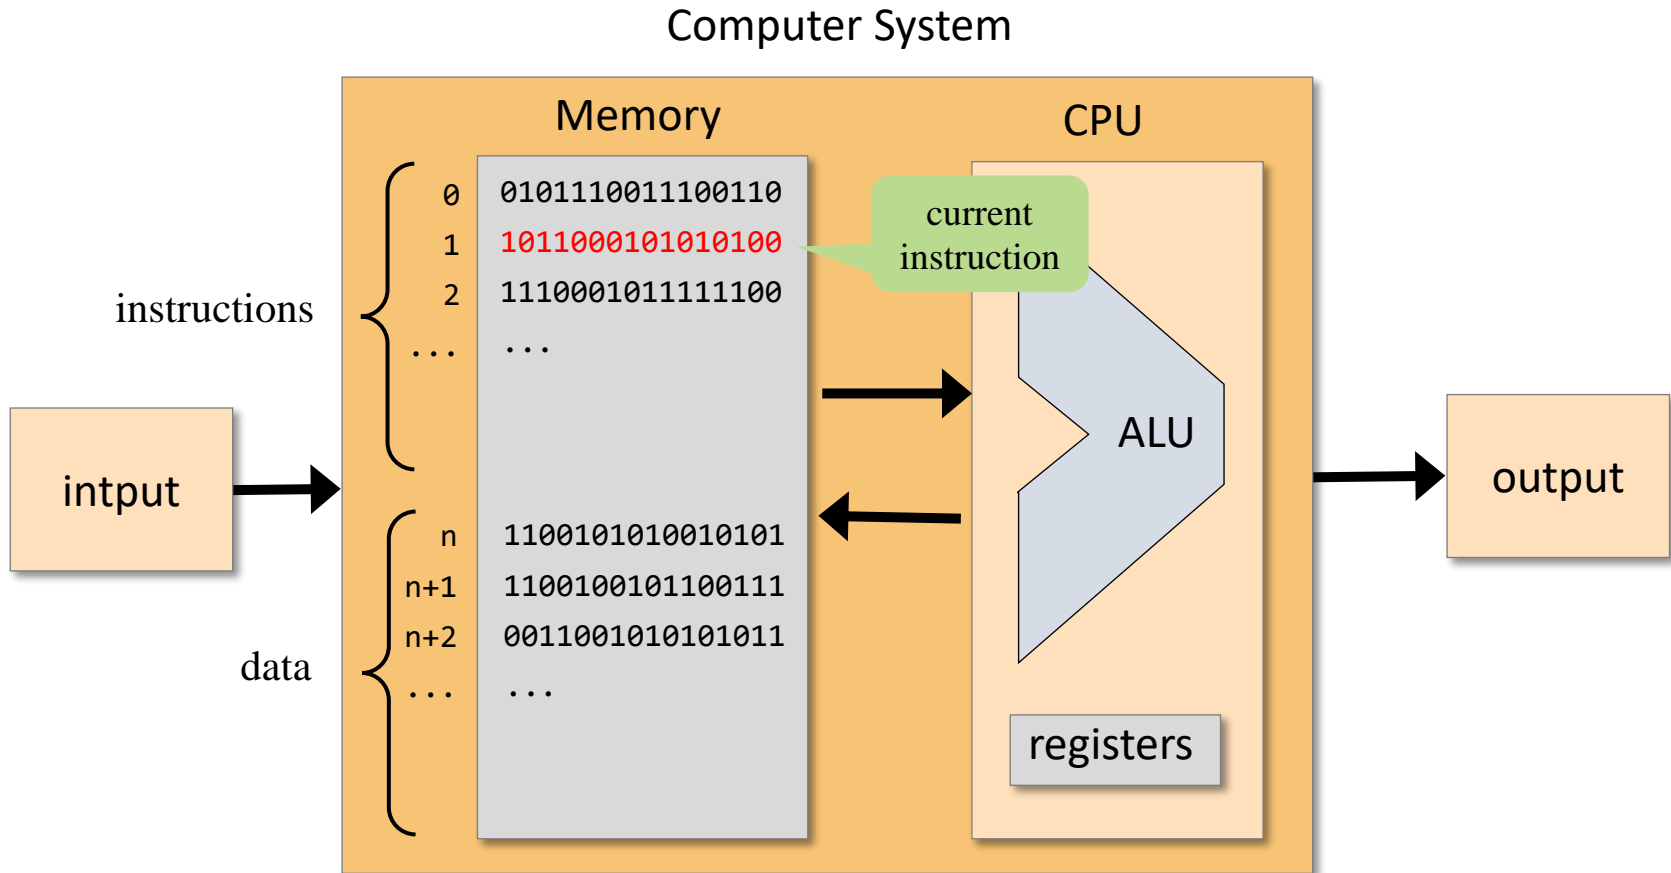 Computer System
Memory
CPU
0 0101110011100110
1 1011000101010100
2 1110001011111100
... ...
current
instruction
instructions
ALU
intput
output
n 1100101010010101
n+1 1100100101100111
n+2 0011001010101011
... ...
data
registers